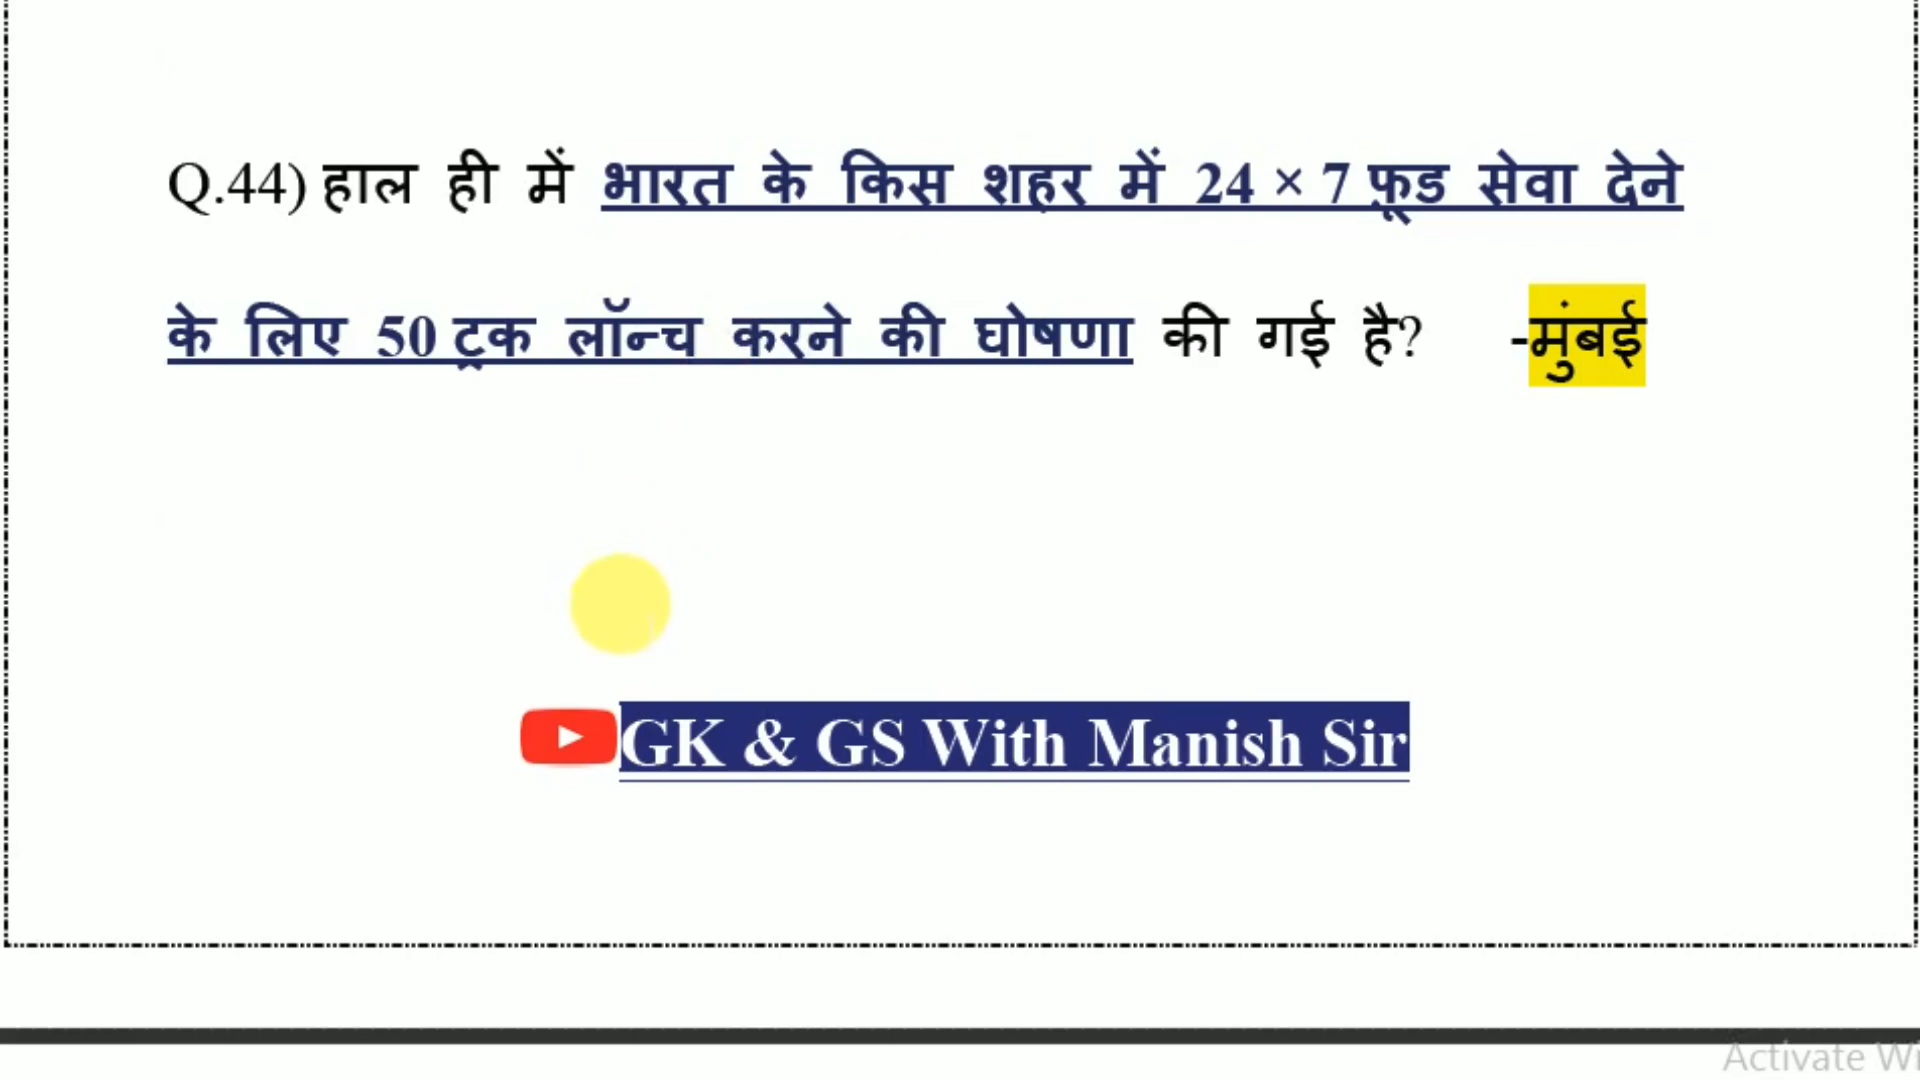 Q.44) हाल ही में भारत के किस शहर में 24 × 7 फ़ूड सेवा देने
के लिए 50 ट्रक लॉन्च करने की घोषणा की गई है? -मुंबई
GK & GS With Manish Sir
Activate Wi